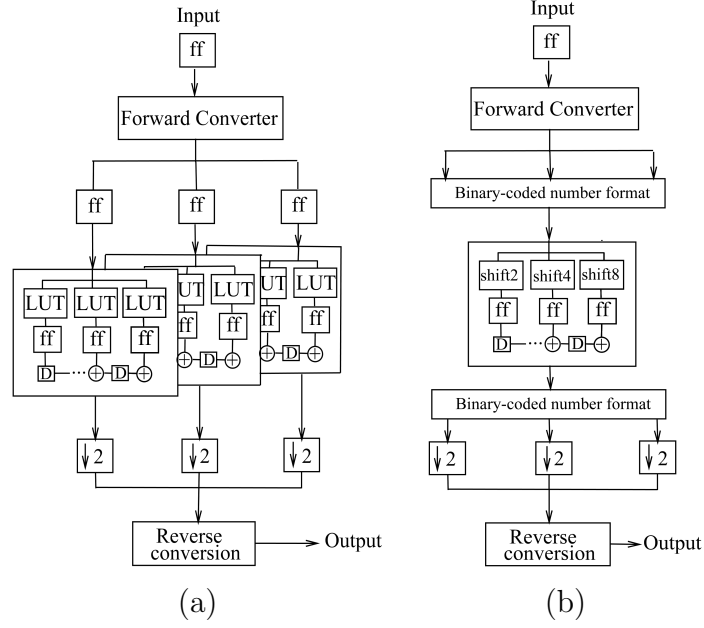 Input
ff
Forward Converter
ff ff ff
LUT LUT LUT UT LUT UT LUT
ff ff ff ff ff ff ff
D ... + D + D + D +
↓2 ↓2 ↓2
Reverse
conversion
Output
(a)
Input
ff
Forward Converter
Binary-coded number format
shift2 shift4 shift8
ff ff ff
D ... + D +
Binary-coded number format
↓2 ↓2 ↓2
Reverse
conversion
Output
(b)